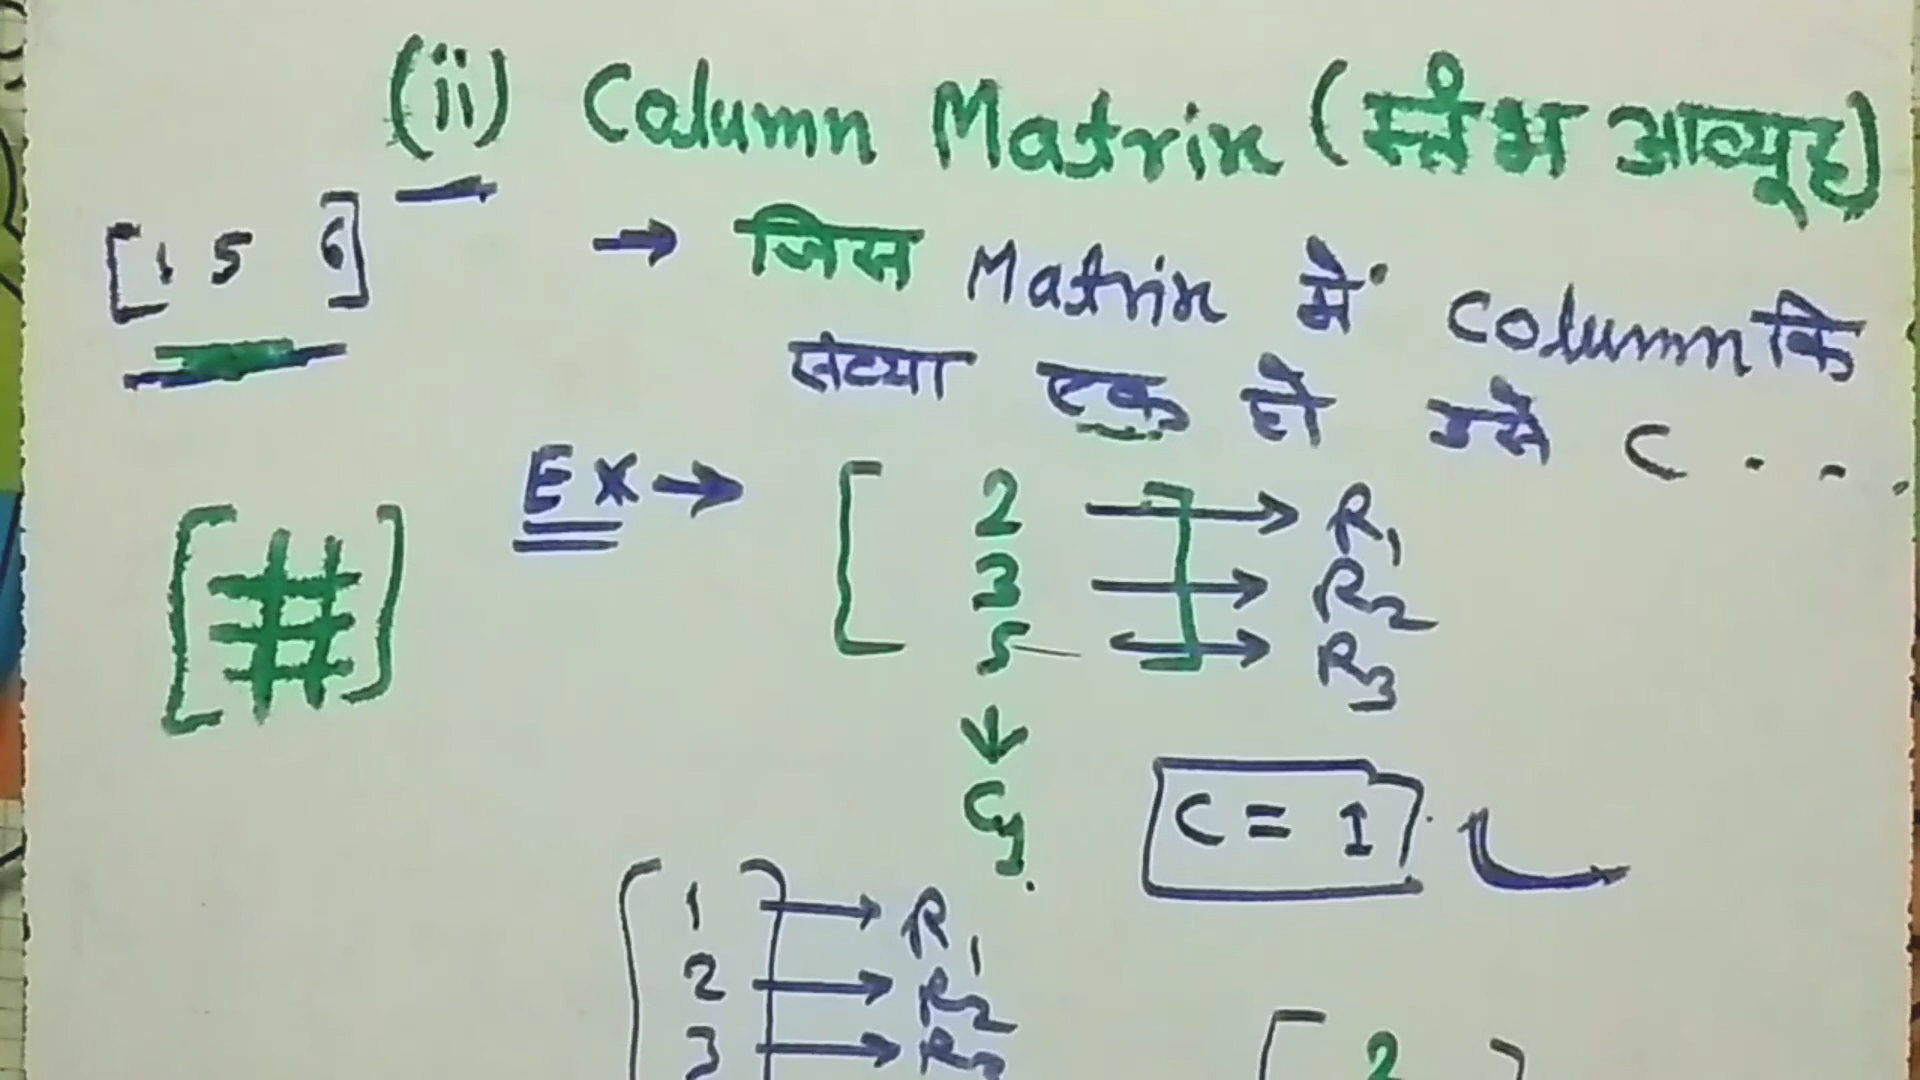 (ii) Column Matrix (स्तंभ आव्यूह)
[1 5 6]
→ जिस Matrix में Column कि
संख्या एक हो उसे C . . .
Ex →
[ 2 ] → R1
3 → R2
5 → R3
↓
C1
C = 1
[ 1 ] → R1
2 → R2
3 → R3
[ 2 ]